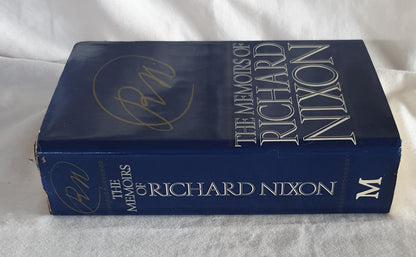 RN.
THE MEMOIRS OF
RICHARD
NIXON
RN
THE
MEMOIRS
OF
RICHARD NIXON
M